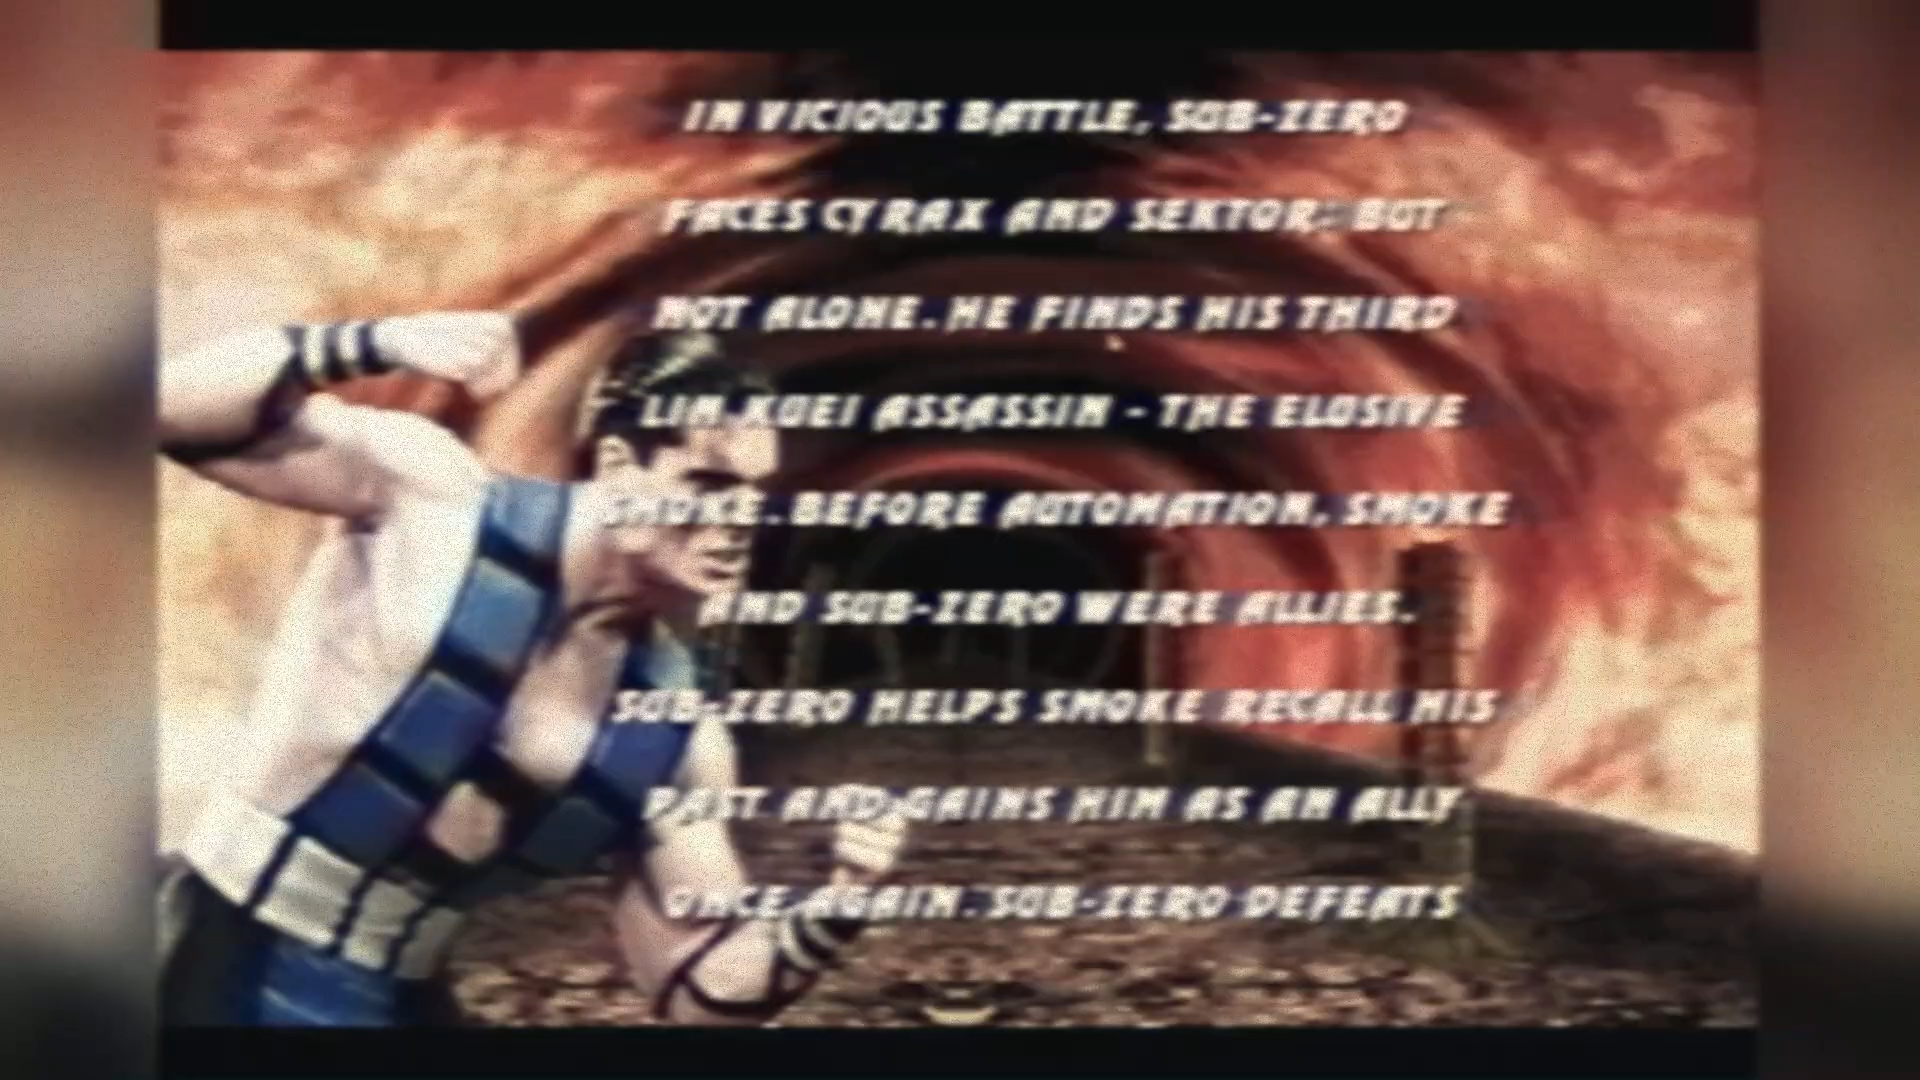 IN VICIOUS BATTLE, SUB-ZERO
FACES CYRAX AND SEKTOR; BUT
NOT ALONE. HE FINDS HIS THIRD
LIN KUEI ASSASSIN - THE ELUSIVE
SMOKE. BEFORE AUTOMATION, SMOKE
AND SUB-ZERO WERE ALLIES.
SUB-ZERO HELPS SMOKE RECALL HIS
PAST AND GAINS HIM AS AN ALLY
ONCE AGAIN. SUB-ZERO DEFEATS